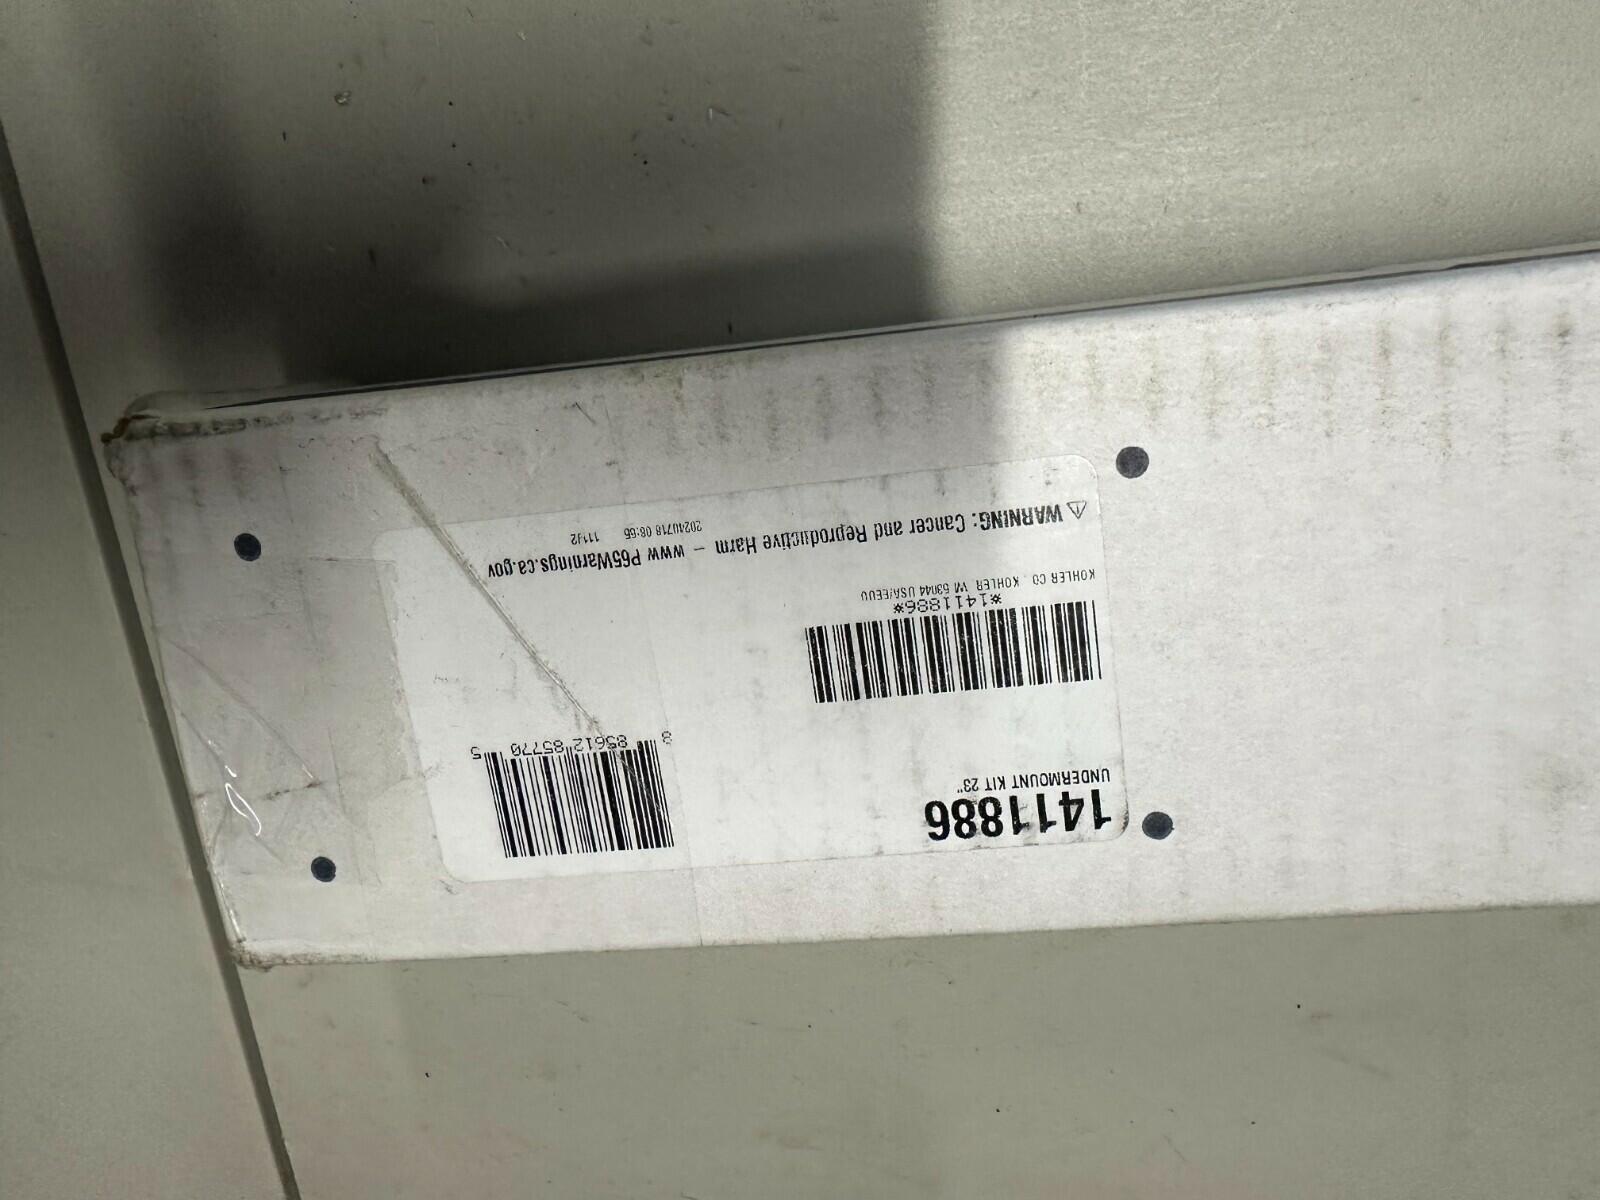 1411886
UNDERMOUNT KIT 23"
8 85612 85770 5
*1411886*
KOHLER CO., KOHLER, WI 53044 USA/EEUU
⚠ WARNING: Cancer and Reproductive Harm – www.P65Warnings.ca.gov
20240718 08:55